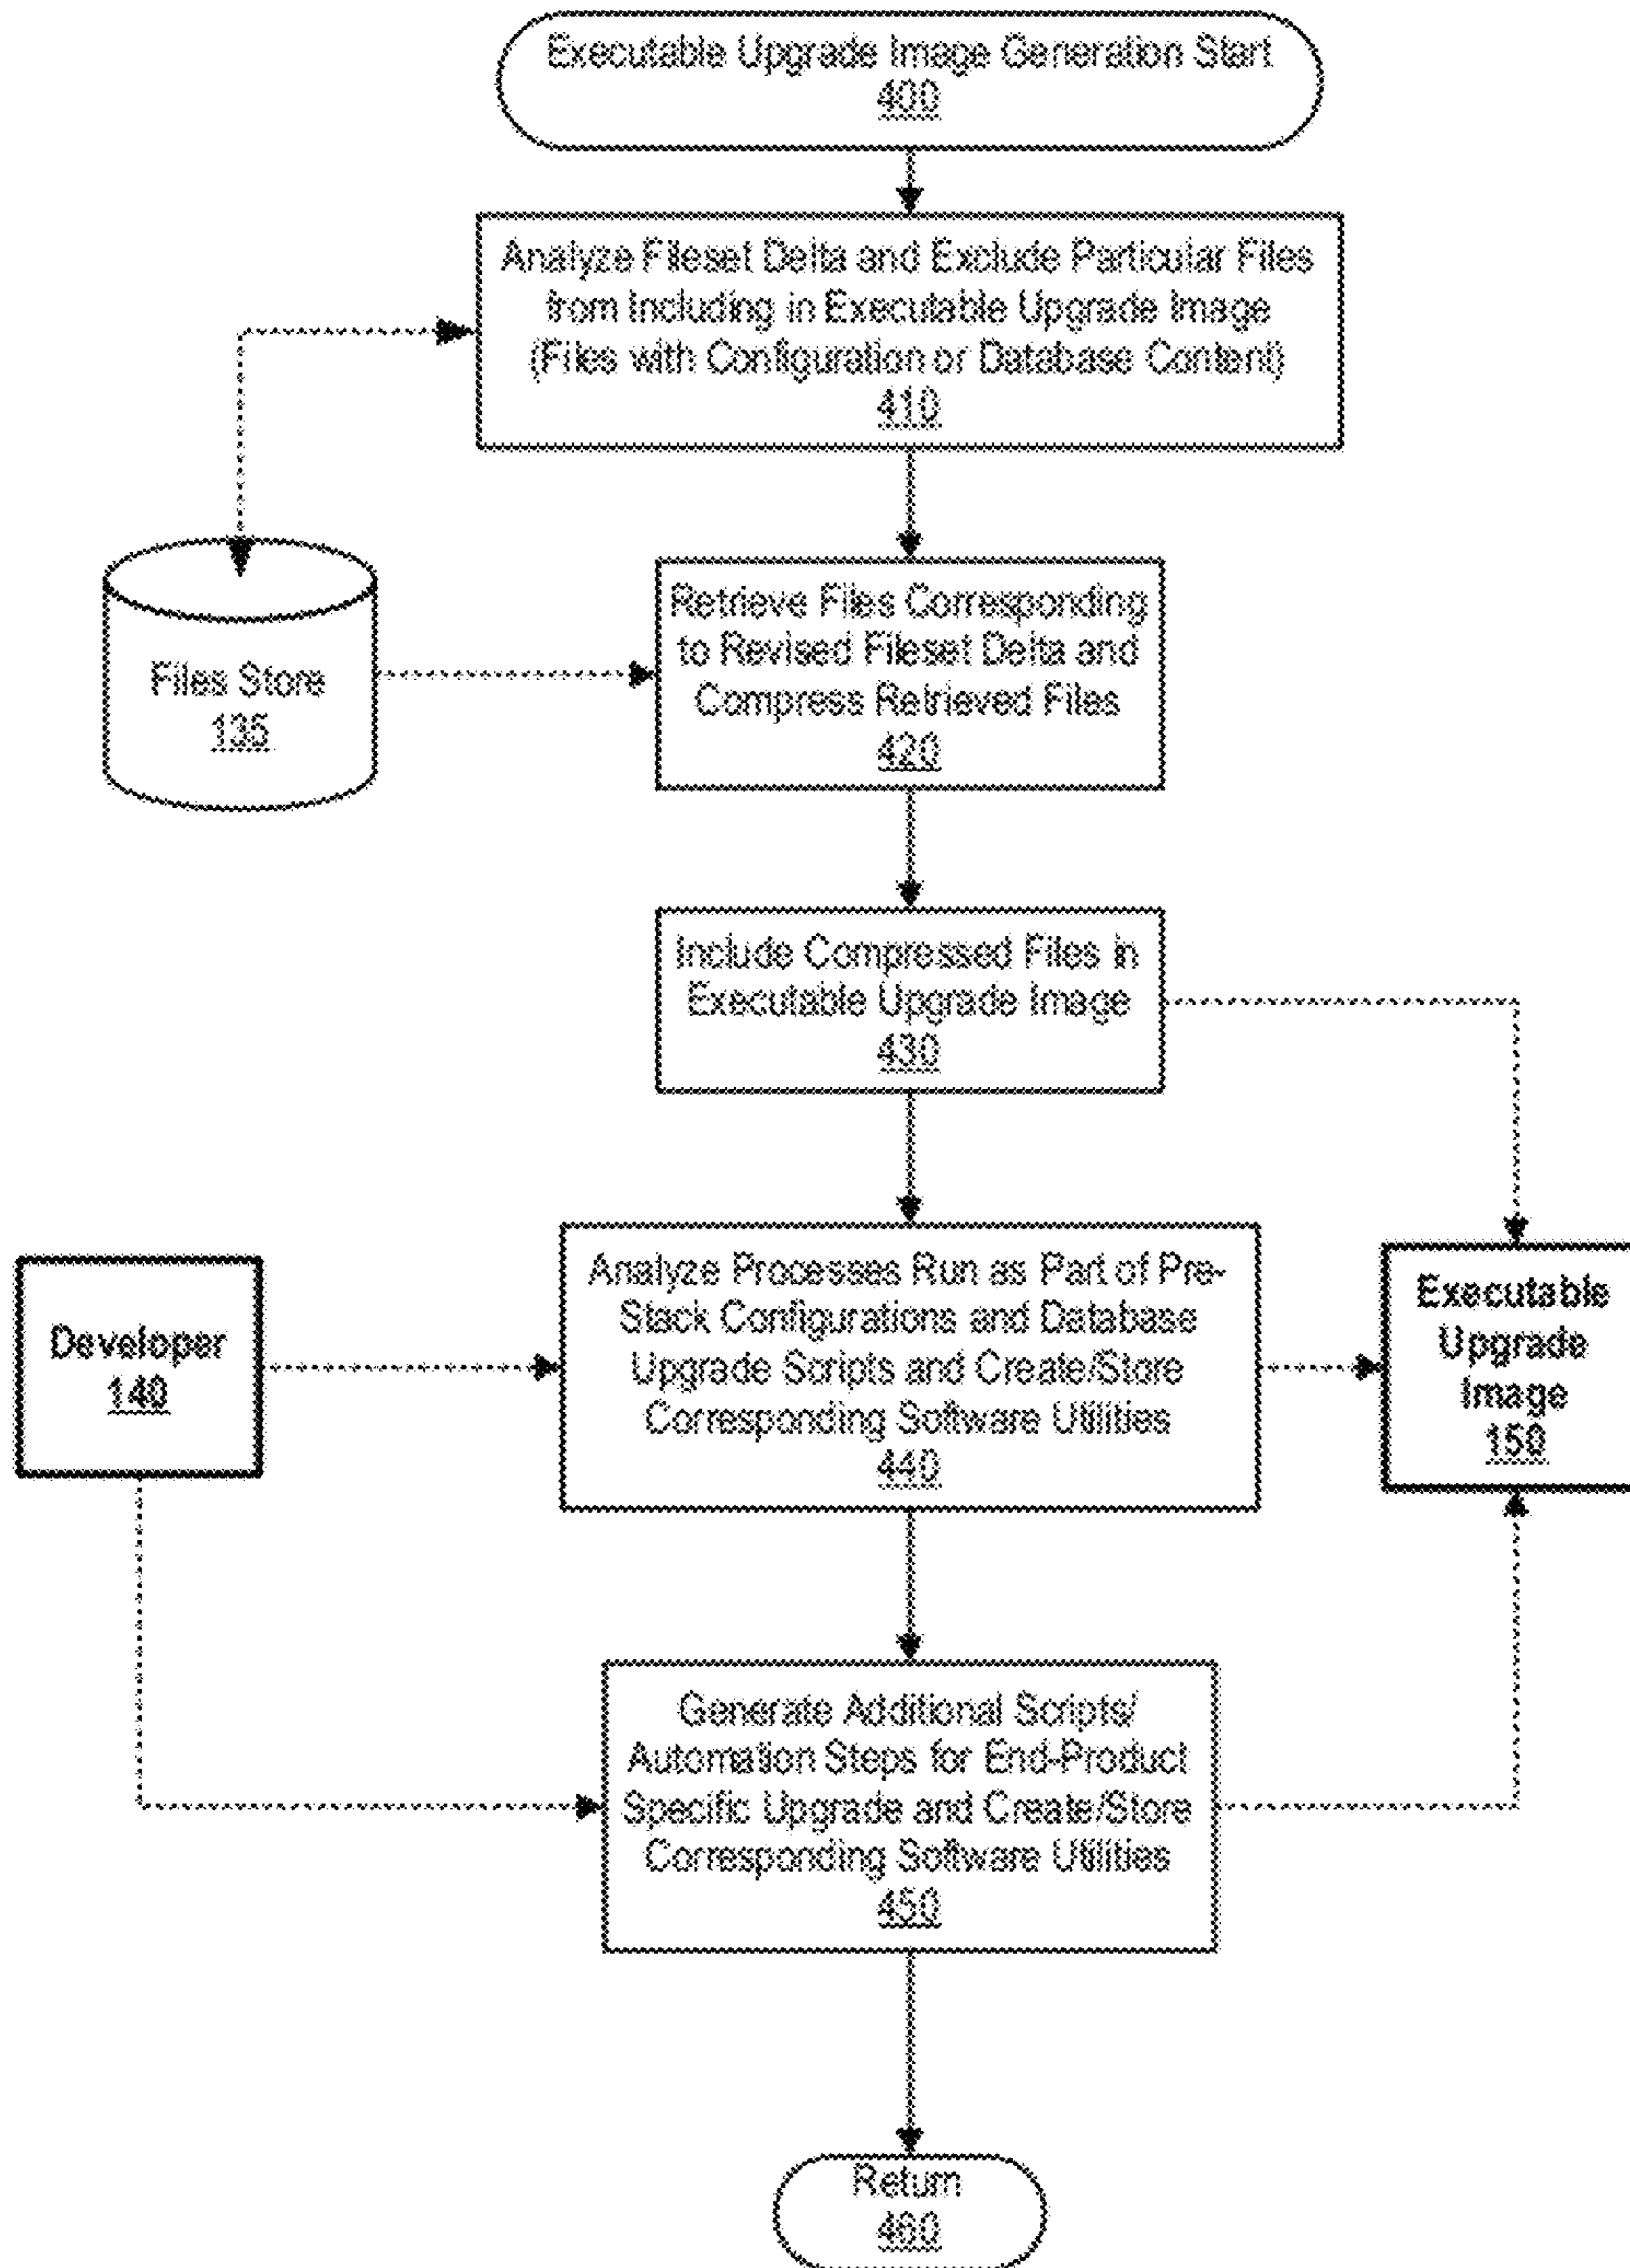 Executable Upgrade Image Generation Start
400
Analyze Fileset Delta and Exclude Particular Files
from Including in Executable Upgrade Image
(Files with Configuration or Database Content)
410
Files Store
135
Retrieve Files Corresponding
to Revised Fileset Delta and
Compress Retrieved Files
420
Include Compressed Files in
Executable Upgrade Image
430
Developer
140
Analyze Processes Run as Part of Pre-
Stack Configurations and Database
Upgrade Scripts and Create/Store
Corresponding Software Utilities
440
Executable
Upgrade
Image
150
Generate Additional Scripts/
Automation Steps for End-Product
Specific Upgrade and Create/Store
Corresponding Software Utilities
450
Return
460